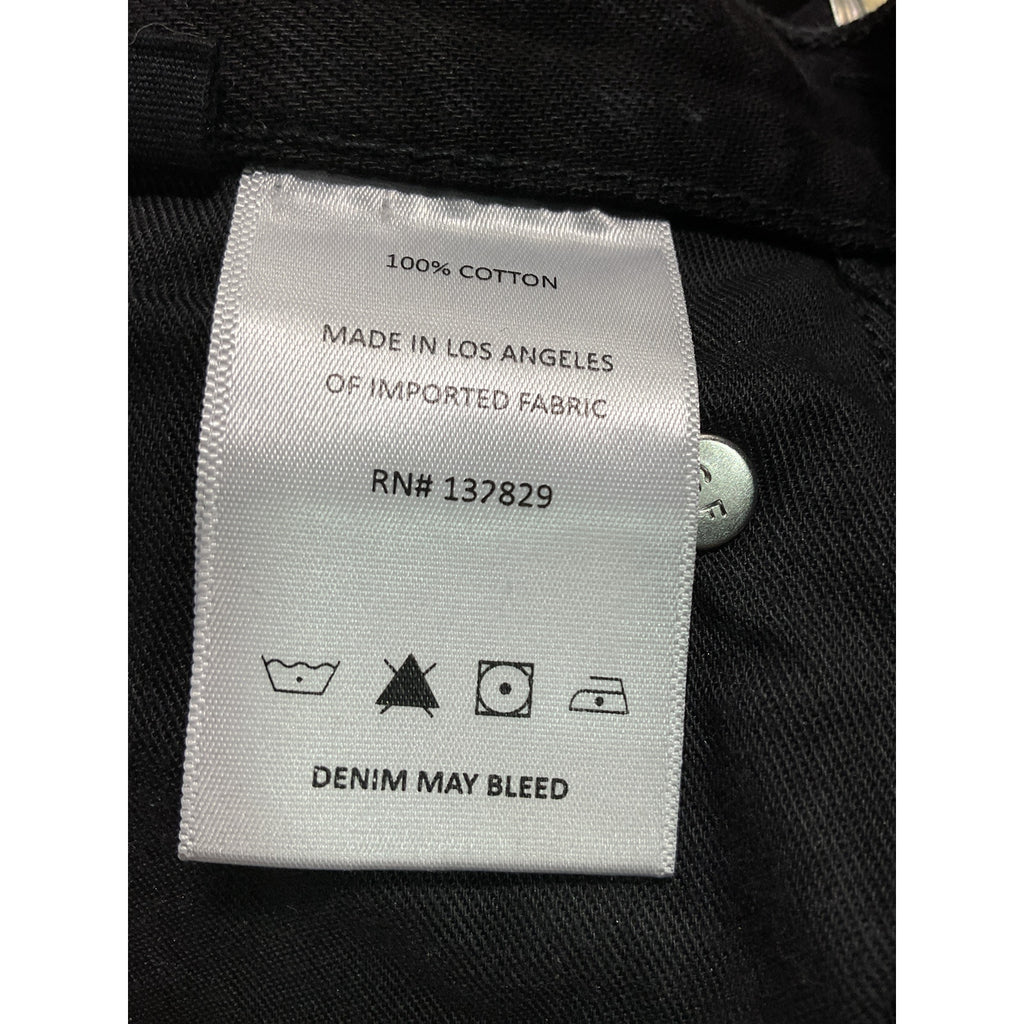 100% COTTON
MADE IN LOS ANGELES
OF IMPORTED FABRIC
RN# 137829
DENIM MAY BLEED